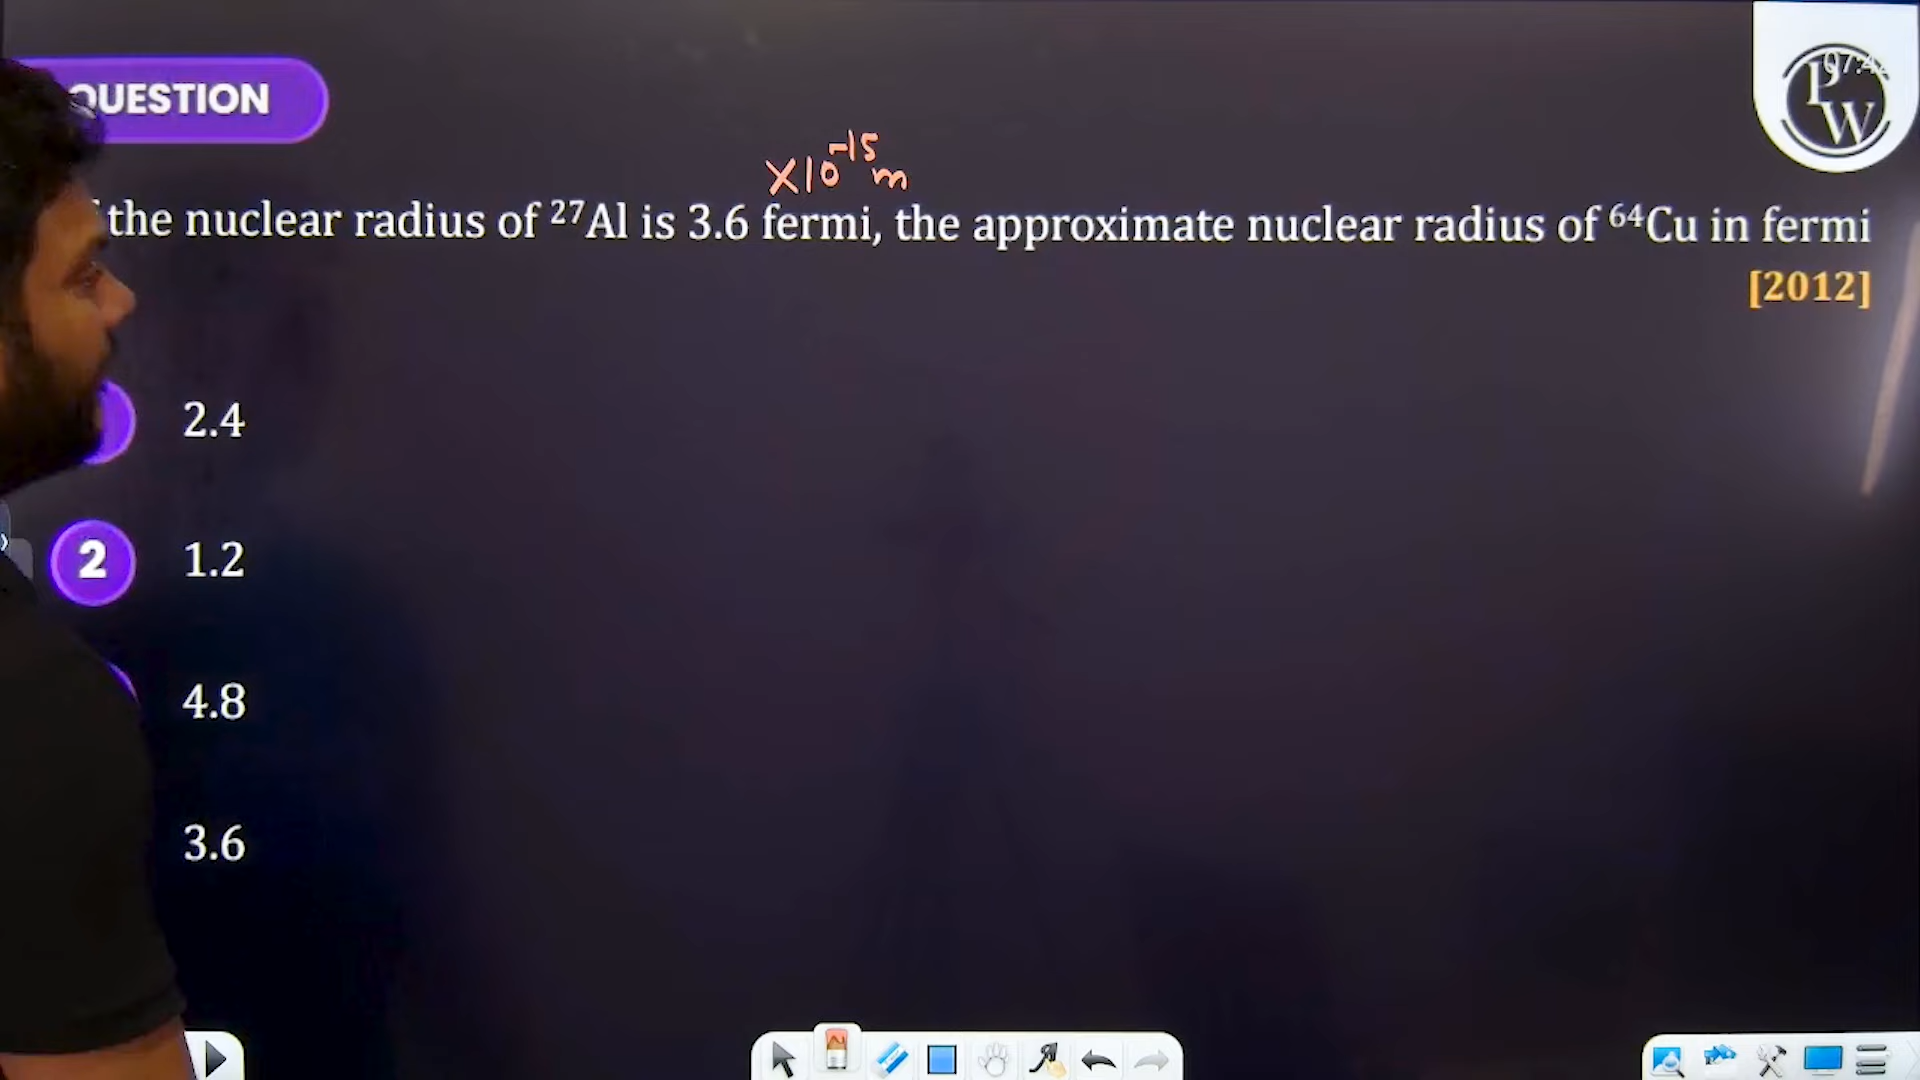 QUESTION
×10⁻¹⁵ m
the nuclear radius of ²⁷Al is 3.6 fermi, the approximate nuclear radius of ⁶⁴Cu in fermi
[2012]
2.4
2 1.2
4.8
3.6
PW